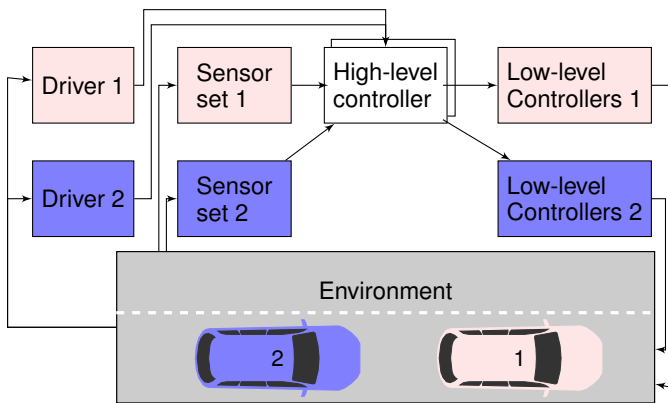 Driver 1
Sensor
set 1
High-level
controller
Low-level
Controllers 1
Driver 2
Sensor
set 2
Low-level
Controllers 2
Environment
2
1